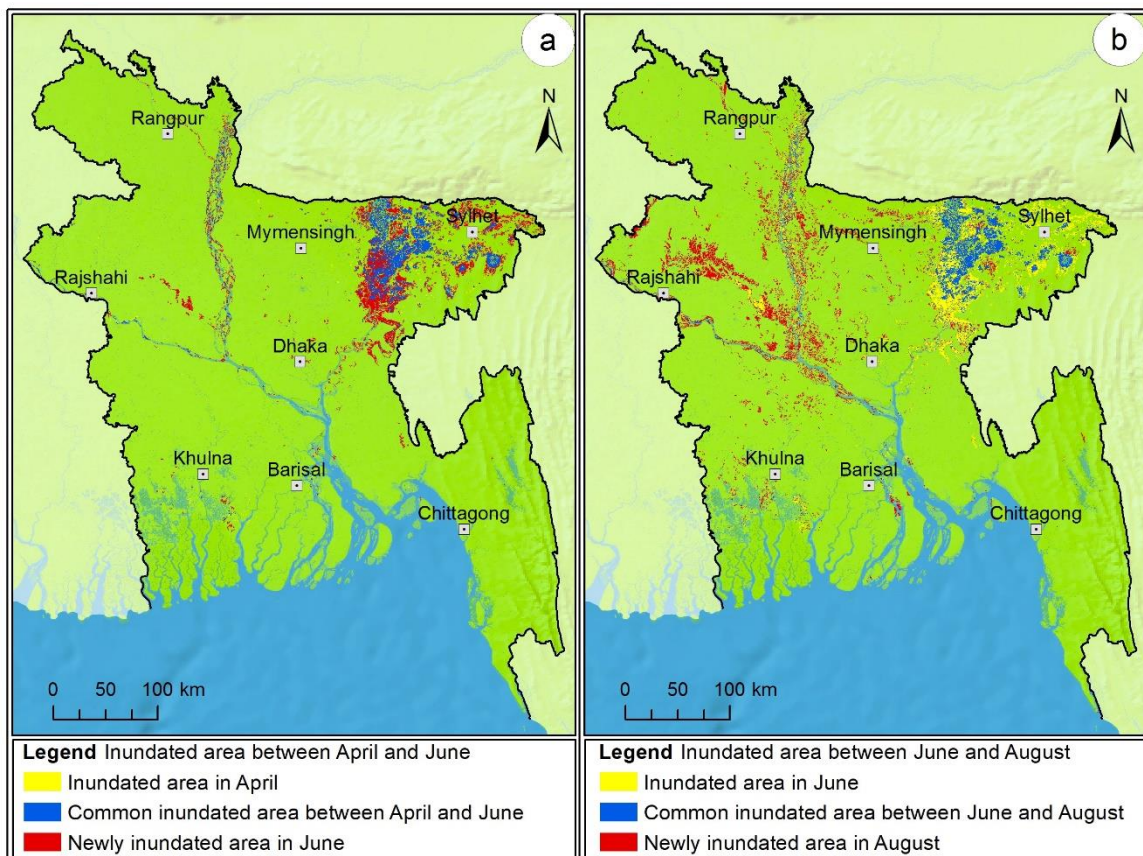 a
N
Rangpur
Sylhet
Mymensingh
Rajshahi
Dhaka
Khulna
Barisal
Chittagong
0 50 100 km
Legend Inundated area between April and June
Inundated area in April
Common inundated area between April and June
Newly inundated area in June
b
N
Rangpur
Sylhet
Mymensingh
Rajshahi
Dhaka
Khulna
Barisal
Chittagong
0 50 100 km
Legend Inundated area between June and August
Inundated area in June
Common inundated area between June and August
Newly inundated area in August